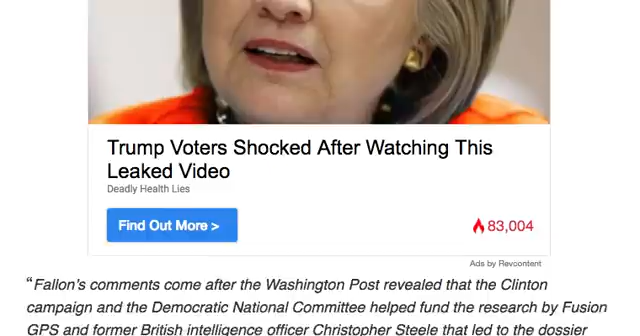 Trump Voters Shocked After Watching This
Leaked Video
Deadly Health Lies
Find Out More >
83,004
Ads by Revcontent
“Fallon’s comments come after the Washington Post revealed that the Clinton
campaign and the Democratic National Committee helped fund the research by Fusion
GPS and former British intelligence officer Christopher Steele that led to the dossier